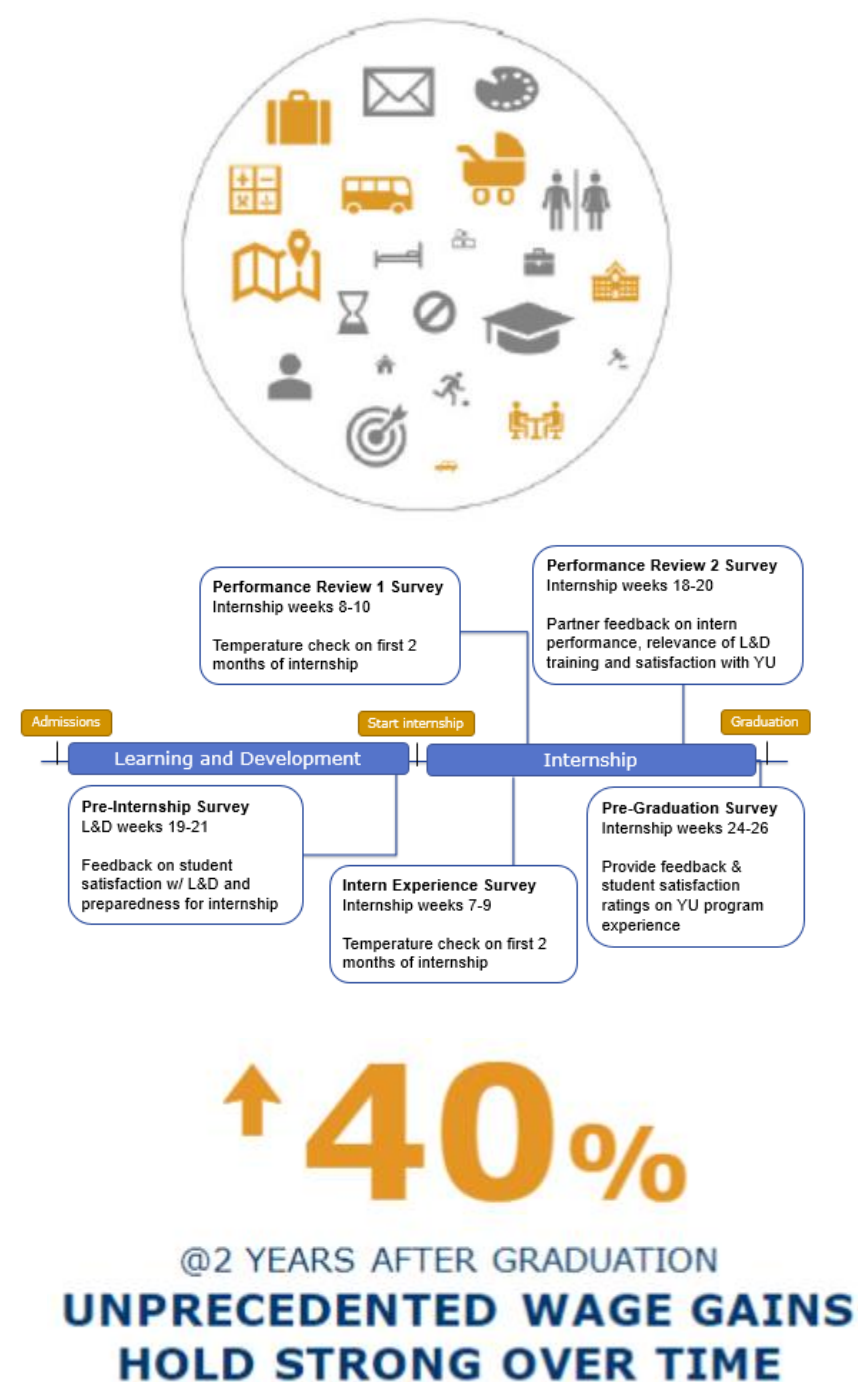 Performance Review 1 Survey
Internship weeks 8-10
Temperature check on first 2
months of internship
Performance Review 2 Survey
Internship weeks 18-20
Partner feedback on intern
performance, relevance of L&D
training and satisfaction with YU
Admissions
Start internship
Graduation
Learning and Development
Internship
Pre-Internship Survey
L&D weeks 19-21
Feedback on student
satisfaction w/ L&D and
preparedness for internship
Intern Experience Survey
Internship weeks 7-9
Temperature check on first 2
months of internship
Pre-Graduation Survey
Internship weeks 24-26
Provide feedback &
student satisfaction
ratings on YU program
experience
40%
@2 YEARS AFTER GRADUATION
UNPRECEDENTED WAGE GAINS
HOLD STRONG OVER TIME